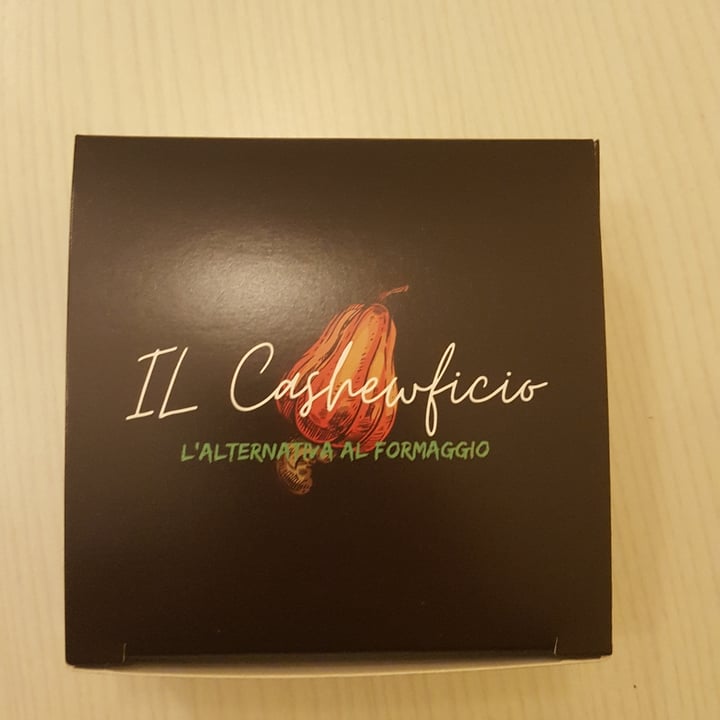 IL Cashewficio
L'ALTERNATIVA AL FORMAGGIO